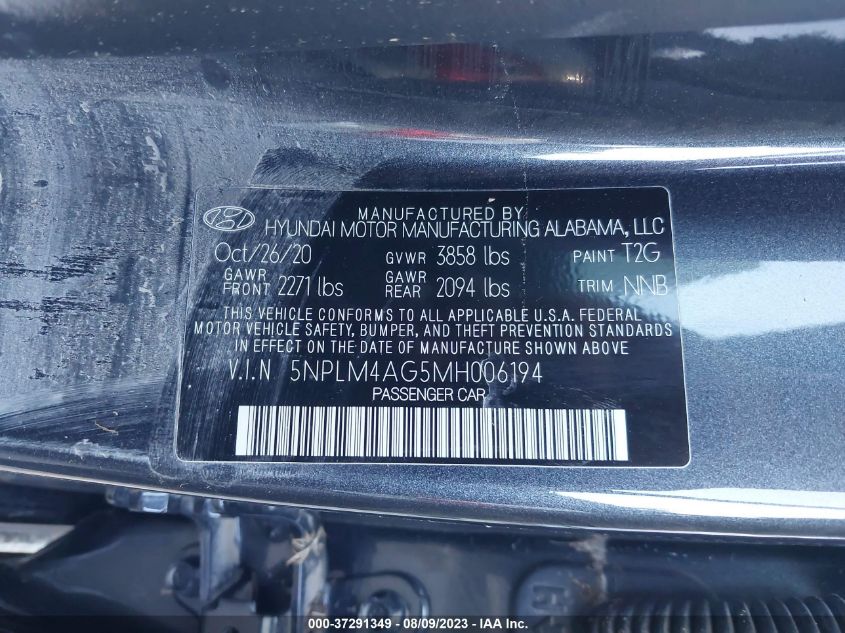 MANUFACTURED BY
HYUNDAI MOTOR MANUFACTURING ALABAMA, LLC
Oct/26/20 GVWR 3858 lbs PAINT T2G
GAWR FRONT 2271 lbs GAWR REAR 2094 lbs TRIM NNB
THIS VEHICLE CONFORMS TO ALL APPLICABLE U.S.A. FEDERAL
MOTOR VEHICLE SAFETY, BUMPER, AND THEFT PREVENTION STANDARDS
IN EFFECT ON THE DATE OF MANUFACTURE SHOWN ABOVE
V.I.N 5NPLM4AG5MH006194
PASSENGER CAR
000-37291349 - 08/09/2023 - IAA Inc.